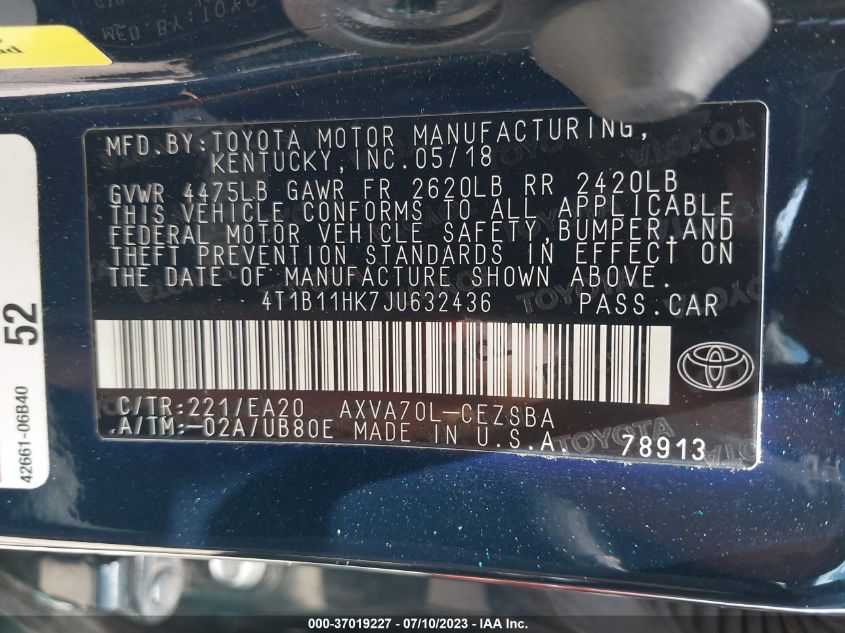 MFD. BY: TOYOTA MOTOR MANUFACTURING,
KENTUCKY, INC. 05/18
GVWR 4475LB GAWR FR 2620LB RR 2420LB
THIS VEHICLE CONFORMS TO ALL APPLICABLE
FEDERAL MOTOR VEHICLE SAFETY, BUMPER, AND
THEFT PREVENTION STANDARDS IN EFFECT ON
THE DATE OF MANUFACTURE SHOWN ABOVE.
4T1B11HK7JU632436 PASS.CAR
C/TR:221/EA20 AXVA70L-CEZSBA
A/TM:-02A/UB80E MADE IN U.S.A. 78913
TOYOTA
52
42661-06B40
000-37019227 - 07/10/2023 - COPYRIGHT IAA, LLC.